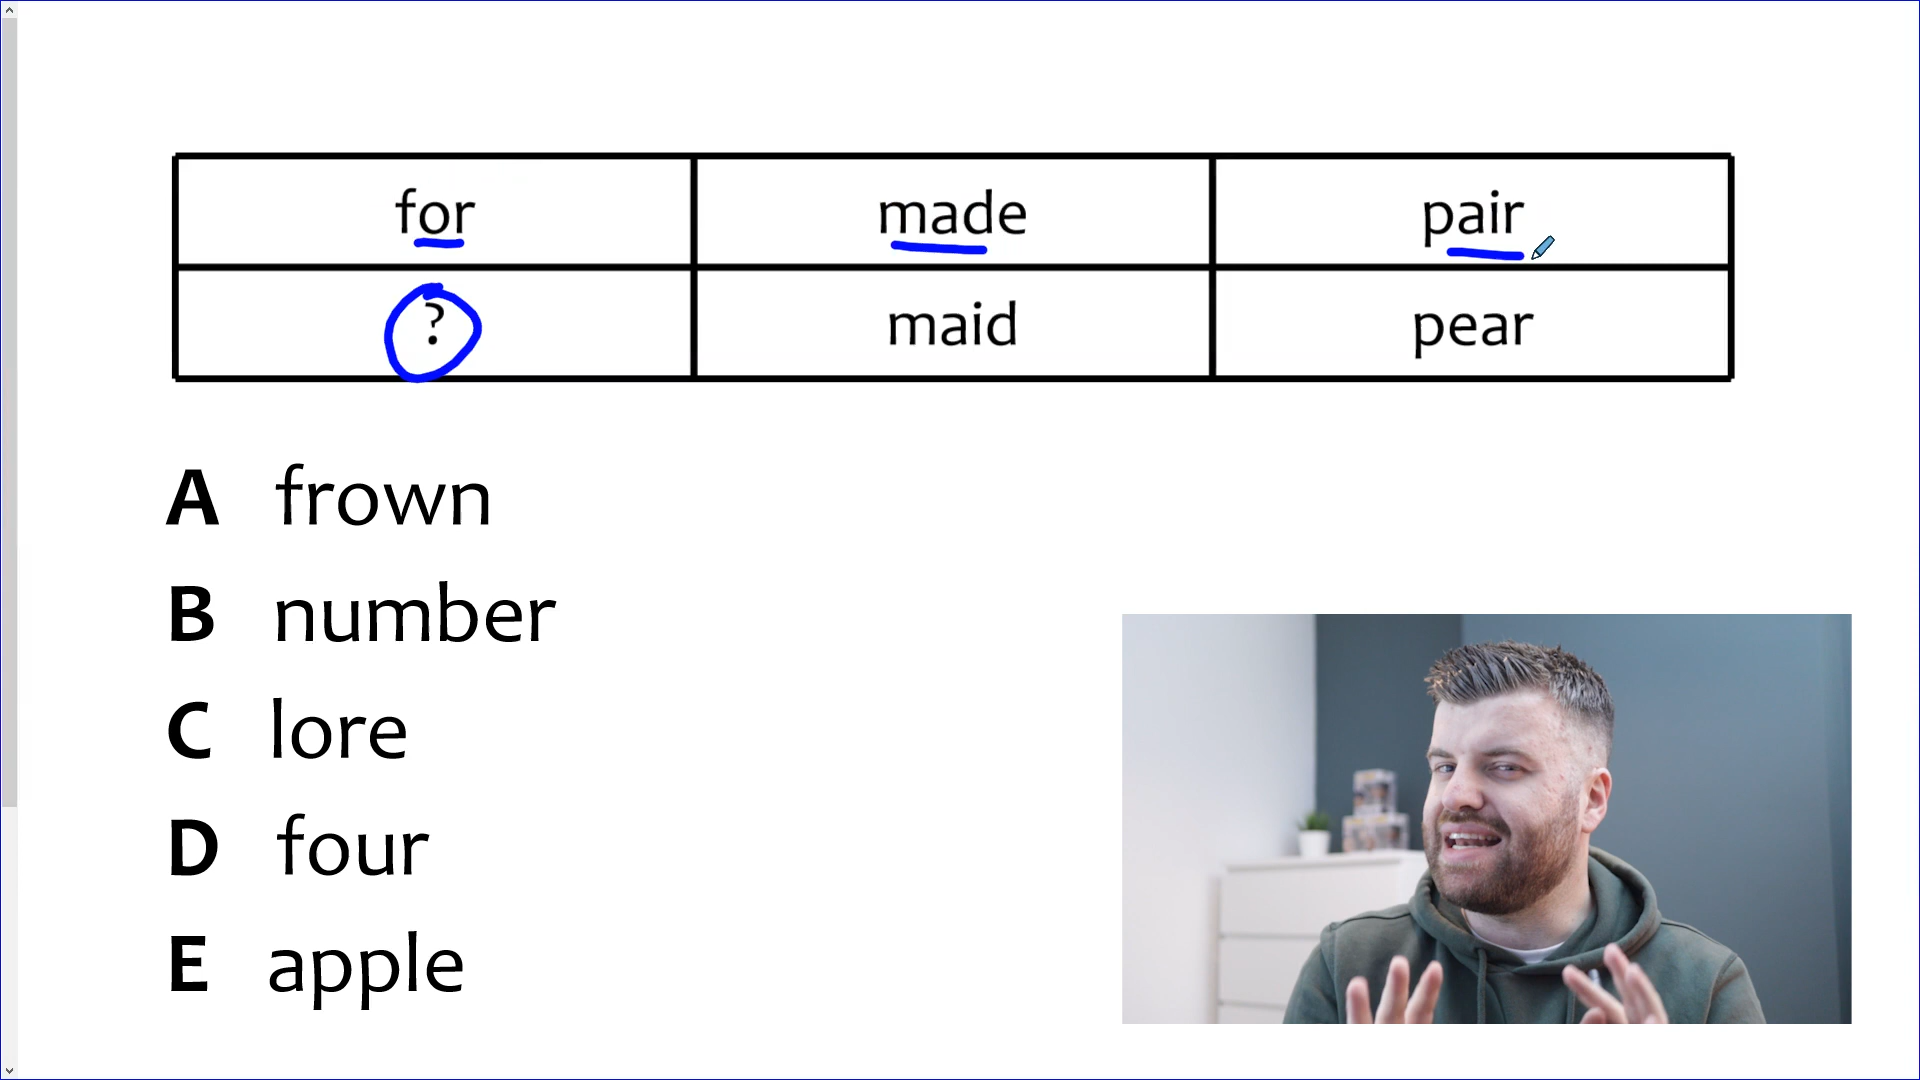 for made pair
? maid pear
A frown
B number
C lore
D four
E apple